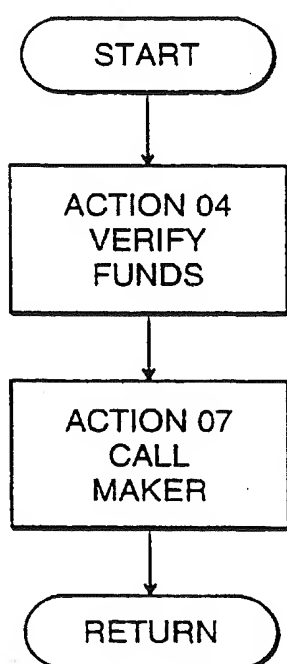 START
ACTION 04
VERIFY
FUNDS
ACTION 07
CALL
MAKER
RETURN